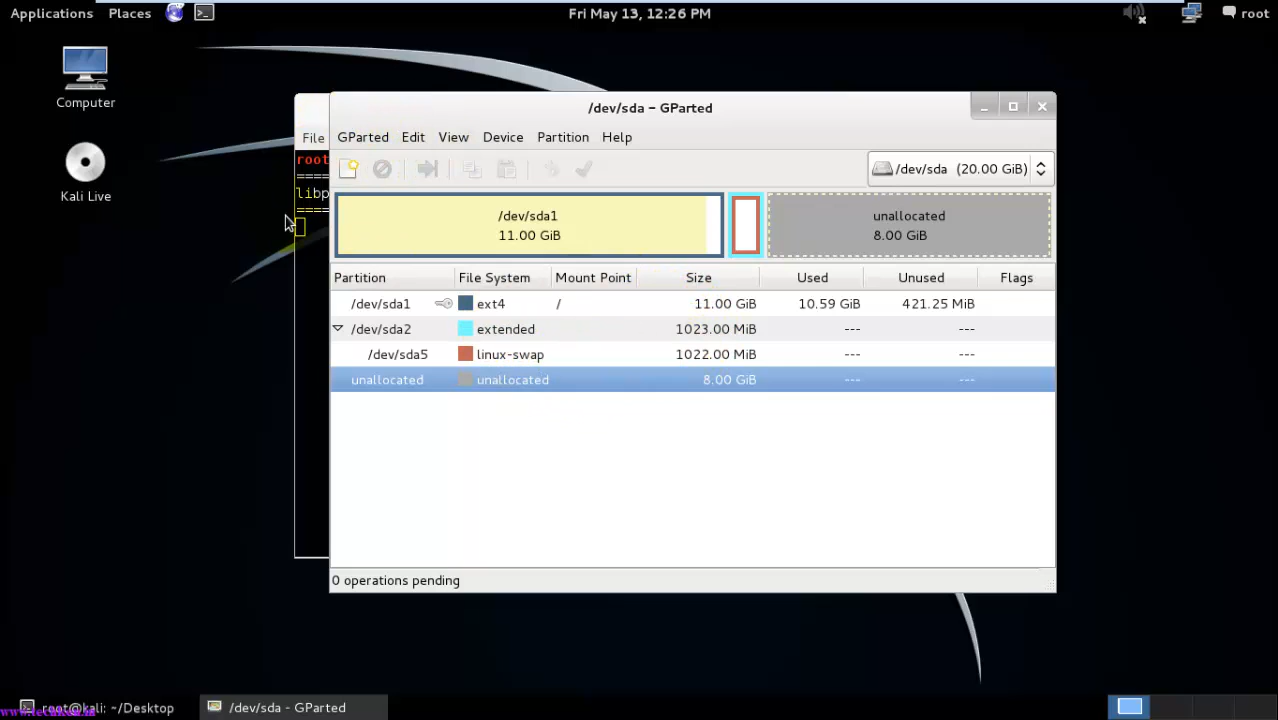 Applications Places Fri May 13, 12:26 PM root
Computer
Kali Live
/dev/sda – GParted
File
GParted Edit View Device Partition Help
root
/dev/sda (20.00 GiB)
====
libp
====
/dev/sda1
11.00 GiB
unallocated
8.00 GiB
Partition File System Mount Point Size Used Unused Flags
/dev/sda1 ext4 / 11.00 GiB 10.59 GiB 421.25 MiB
/dev/sda2 extended 1023.00 MiB --- ---
/dev/sda5 linux-swap 1022.00 MiB --- ---
unallocated unallocated 8.00 GiB --- ---
0 operations pending
root@kali: ~/Desktop
/dev/sda - GParted